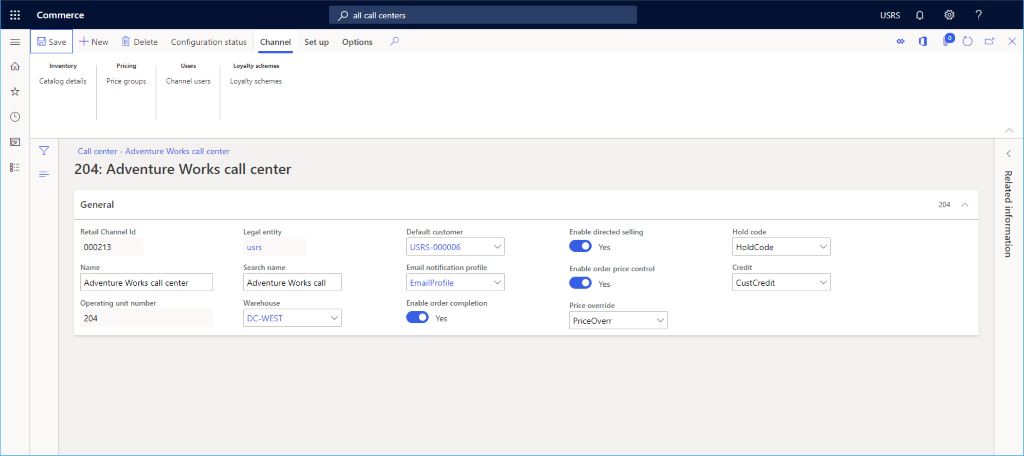 Commerce
all call centers
USRS
?
Save
New
Delete
Configuration status
Channel
Set up
Options
0
Inventory
Pricing
Users
Loyalty schemes
Catalog details
Price groups
Channel users
Loyalty schemes
Call center - Adventure Works call center
204: Adventure Works call center
Related information
General
204
Retail Channel Id
000213
Name
Adventure Works call center
Operating unit number
204
Legal entity
usrs
Search name
Adventure Works call
Warehouse
DC-WEST
Default customer
USRS-000006
Email notification profile
EmailProfile
Enable order completion
Yes
Enable directed selling
Yes
Enable order price control
Yes
Price override
PriceOverr
Hold code
HoldCode
Credit
CustCredit